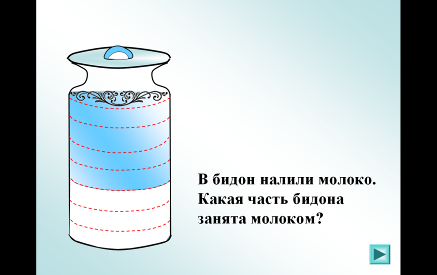 В бидон налили молоко.
Какая часть бидона
занята молоком?